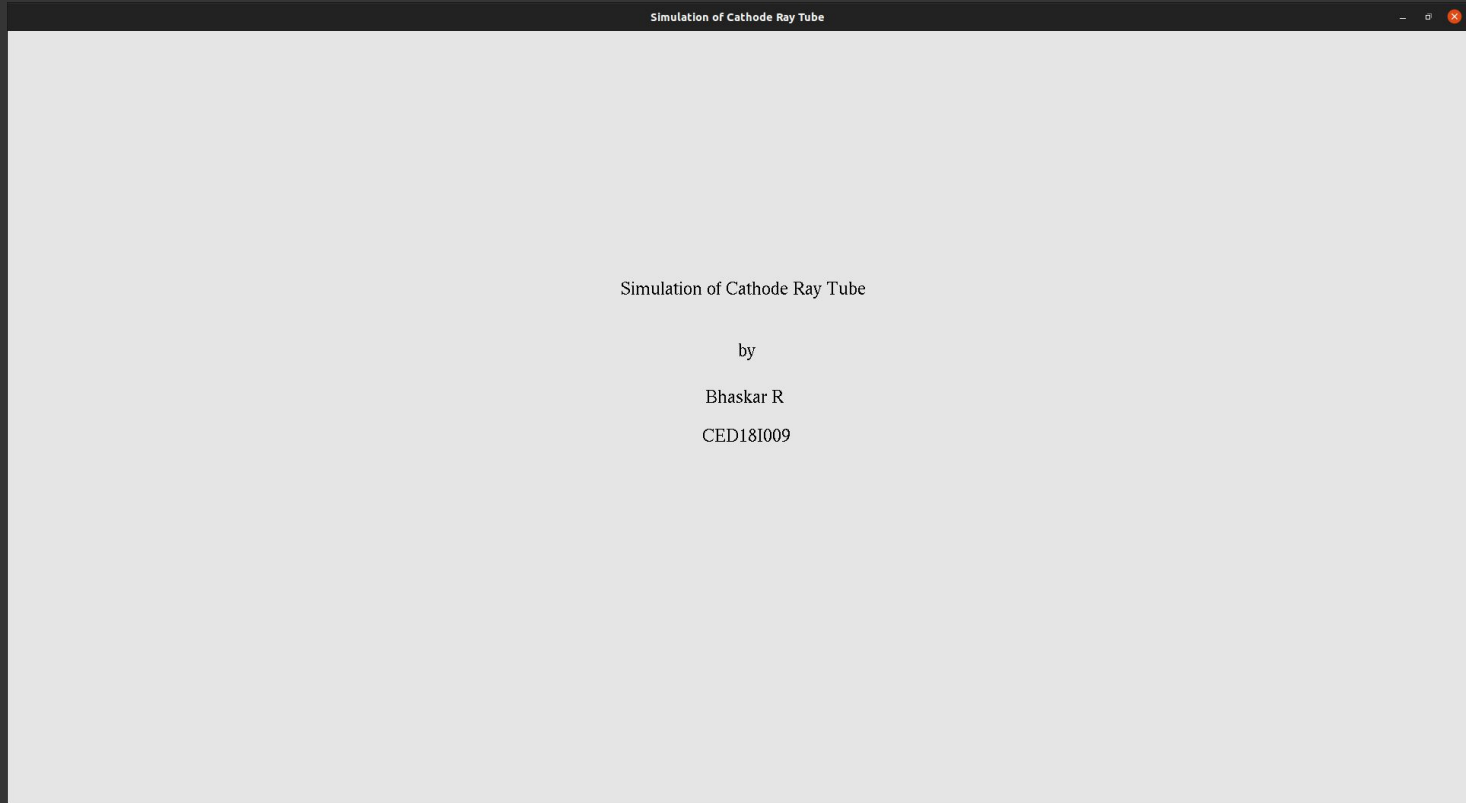 Simulation of Cathode Ray Tube
Simulation of Cathode Ray Tube
by
Bhaskar R
CED18I009